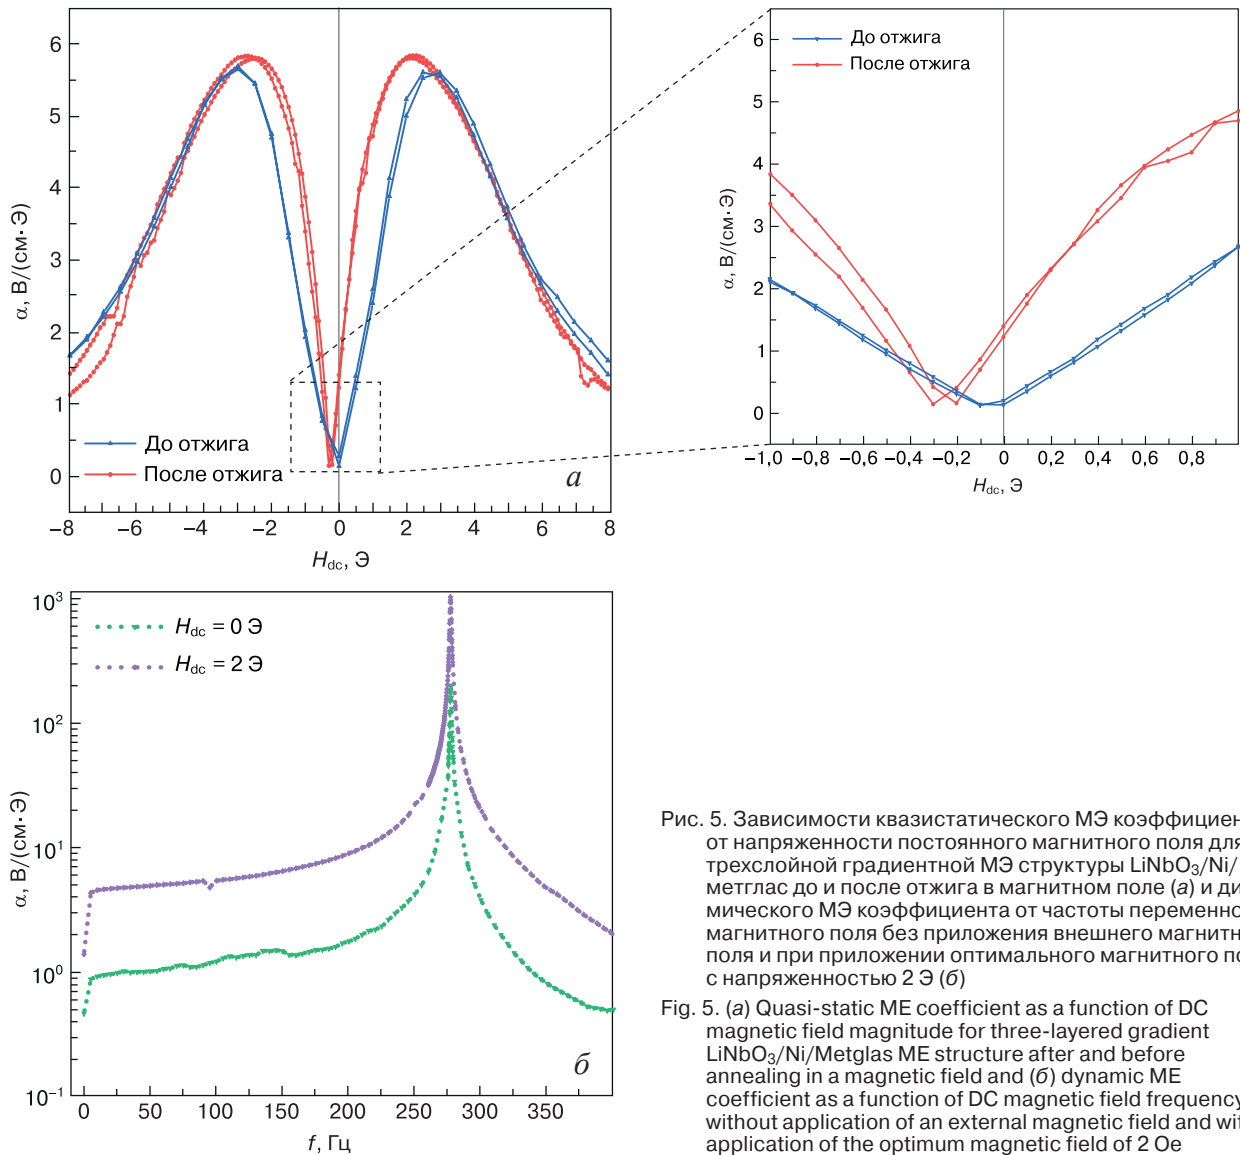 α, В/(см· Э)
6
5
4
3
2
1
0
До отжига
После отжига
а
−8 −6 −4 −2 0 2 4 6 8
H_dc, Э
α, В/(см· Э)
6
5
4
3
2
1
0
До отжига
После отжига
−1,0 −0,8 −0,6 −0,4 −0,2 0 0,2 0,4 0,6 0,8
H_dc, Э
α, В/(см·Э)
10³
10²
10¹
10⁰
10⁻¹
H_dc = 0 Э
H_dc = 2 Э
б
0 50 100 150 200 250 300 350
f, Гц
Рис. 5. Зависимости квазистатического МЭ коэффициен
от напряженности постоянного магнитного поля для
трехслойной градиентной МЭ структуры LiNbO₃/Ni/
метглас до и после отжига в магнитном поле (а) и ди
мического МЭ коэффициента от частоты переменно
магнитного поля без приложения внешнего магнитн
поля и при приложении оптимального магнитного по
с напряженностью 2 Э (б)
Fig. 5. (a) Quasi-static ME coefficient as a function of DC
magnetic field magnitude for three-layered gradient
LiNbO₃/Ni/Metglas ME structure after and before
annealing in a magnetic field and (б) dynamic ME
coefficient as a function of DC magnetic field frequency
without application of an external magnetic field and wit
application of the optimum magnetic field of 2 Oe